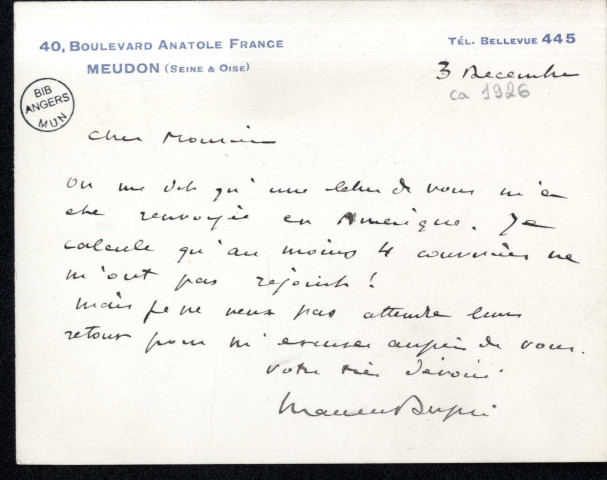 40, BOULEVARD ANATOLE FRANCE
MEUDON (SEINE & OISE)
TÉL. BELLEVUE 445
3 Decembre
ca 1926
BIB
ANGERS
MUN
Cher Monsieur
On me dit qu'une lettre de vous m'a
été renvoyée en Amérique. Je
calcule qu'au moins 4 courriers ne
m'ont pas rejoint !
Mais je ne veux pas attendre leur
retour pour m'excuser auprès de vous.
Votre très dévoué